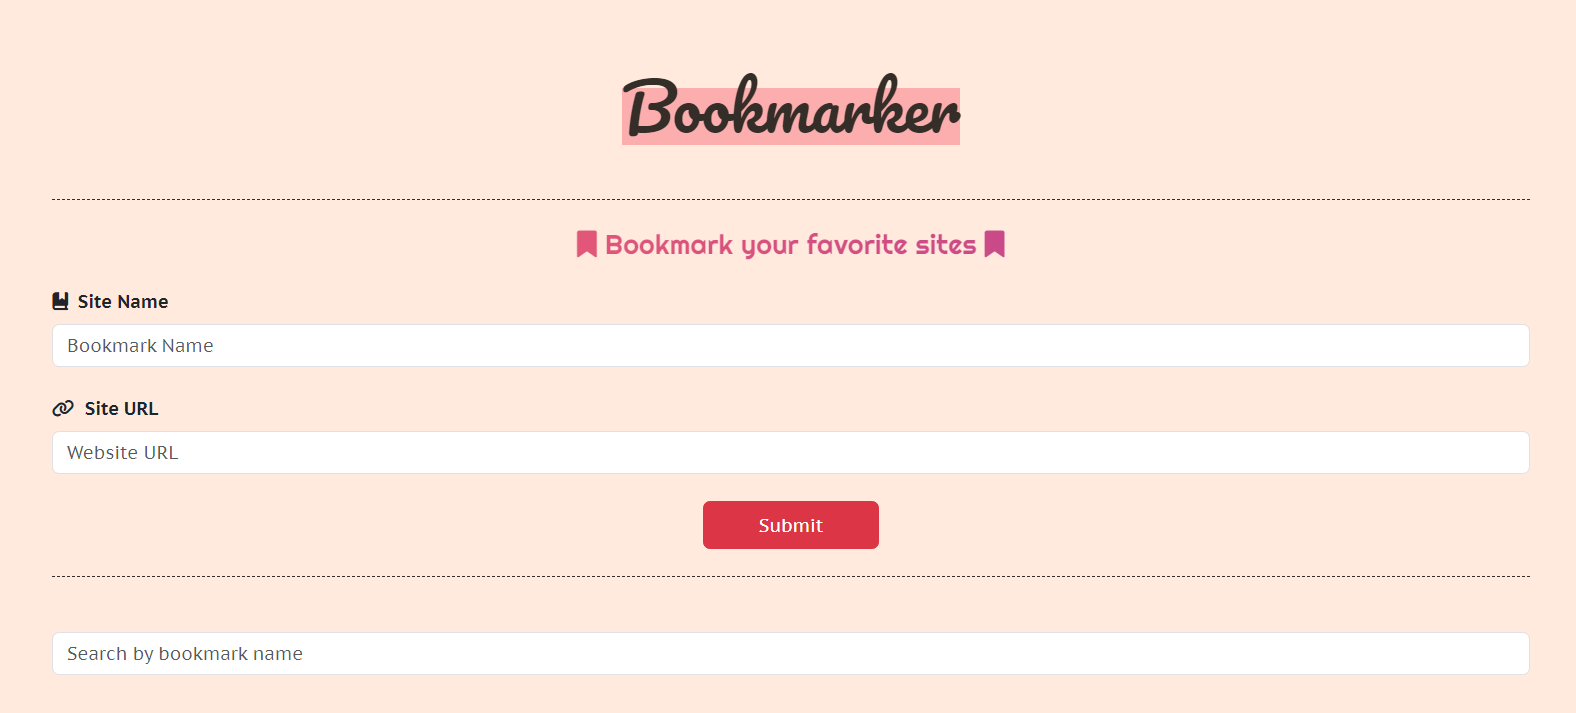 Bookmarker
Bookmark your favorite sites
Site Name
Bookmark Name
Site URL
Website URL
Submit
Search by bookmark name